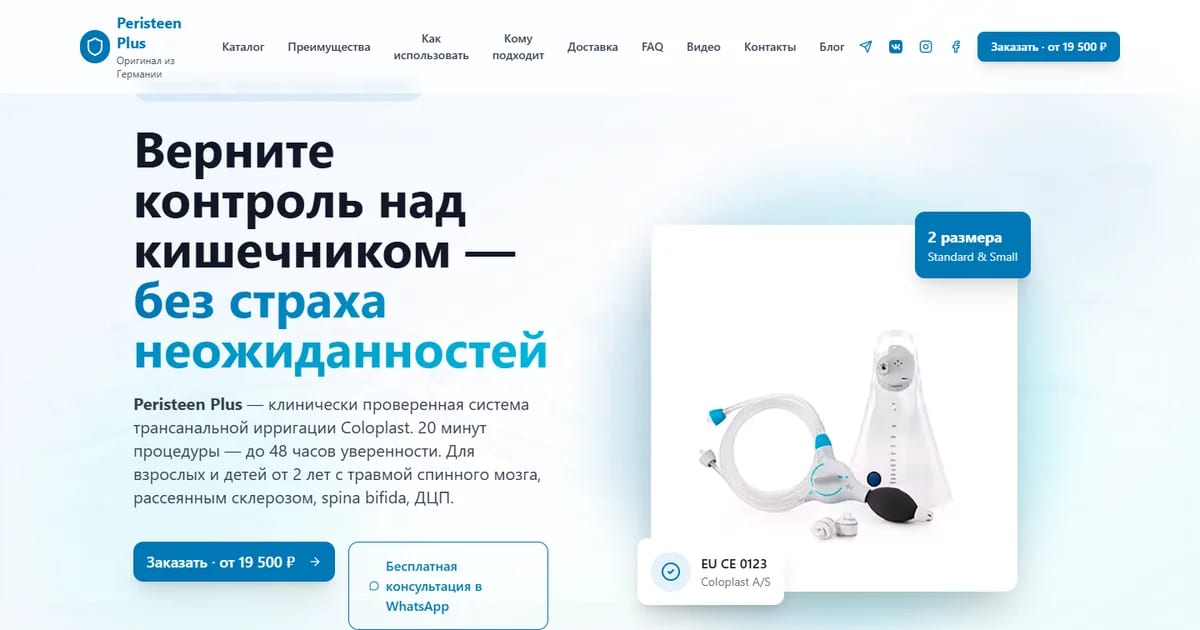 Peristeen
Plus
Оригинал из
Германии
Каталог
Преимущества
Как
использовать
Кому
подходит
Доставка
FAQ
Видео
Контакты
Блог
Заказать · от 19 500 ₽
Верните
контроль над
кишечником —
без страха
неожиданностей
Peristeen Plus — клинически проверенная система
трансанальной ирригации Coloplast. 20 минут
процедуры — до 48 часов уверенности. Для
взрослых и детей от 2 лет с травмой спинного мозга,
рассеянным склерозом, spina bifida, ДЦП.
Заказать · от 19 500 ₽ →
Бесплатная
консультация в
WhatsApp
2 размера
Standard & Small
EU CE 0123
Coloplast A/S